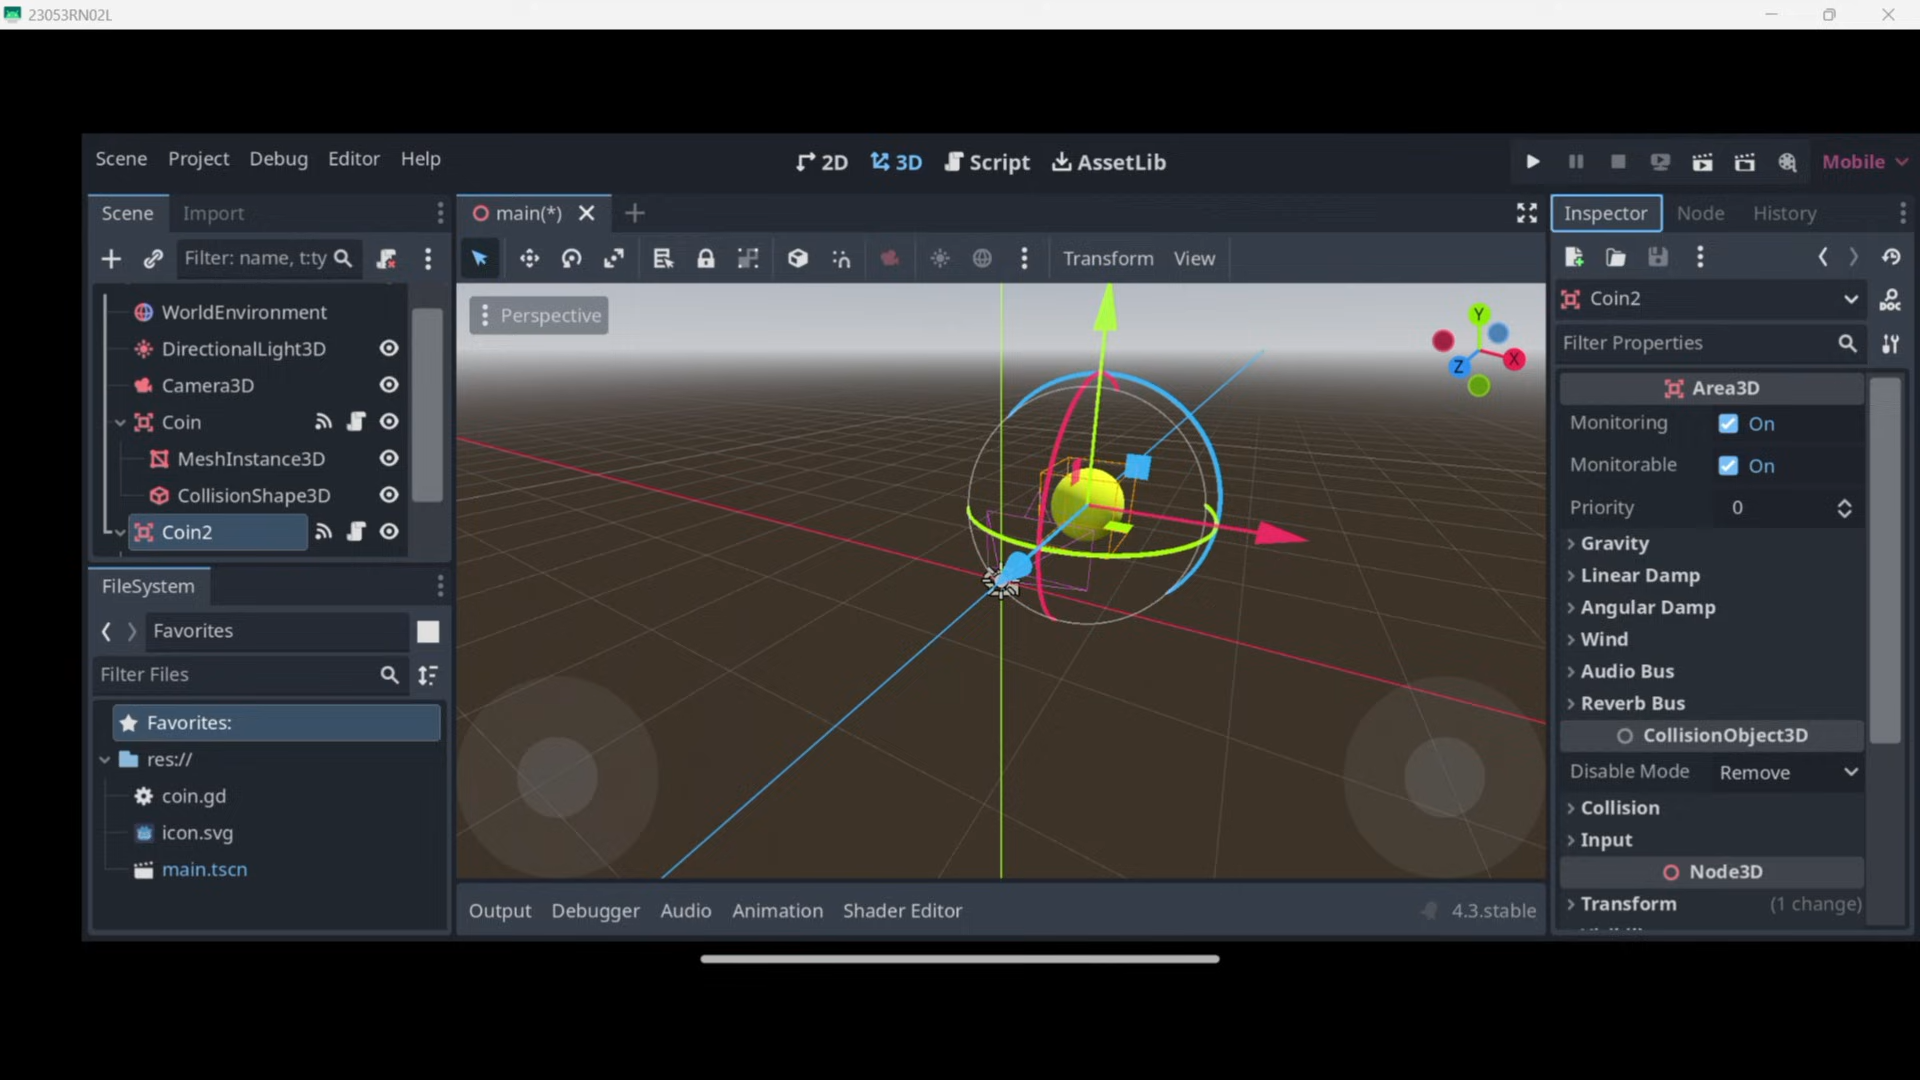 23053RN02L
Scene Project Debug Editor Help
2D 3D Script AssetLib
Mobile
Scene Import
main(*)
Inspector Node History
Filter: name, t:ty
Transform View
WorldEnvironment
DirectionalLight3D
Camera3D
Coin
MeshInstance3D
CollisionShape3D
Coin2
Perspective
Y
X
Z
Coin2
DOC
Filter Properties
Area3D
Monitoring On
Monitorable On
Priority 0
Gravity
Linear Damp
Angular Damp
Wind
Audio Bus
Reverb Bus
CollisionObject3D
Disable Mode Remove
Collision
Input
Node3D
Transform (1 change)
FileSystem
Favorites
Filter Files
Favorites:
res://
coin.gd
icon.svg
main.tscn
Output Debugger Audio Animation Shader Editor
4.3.stable